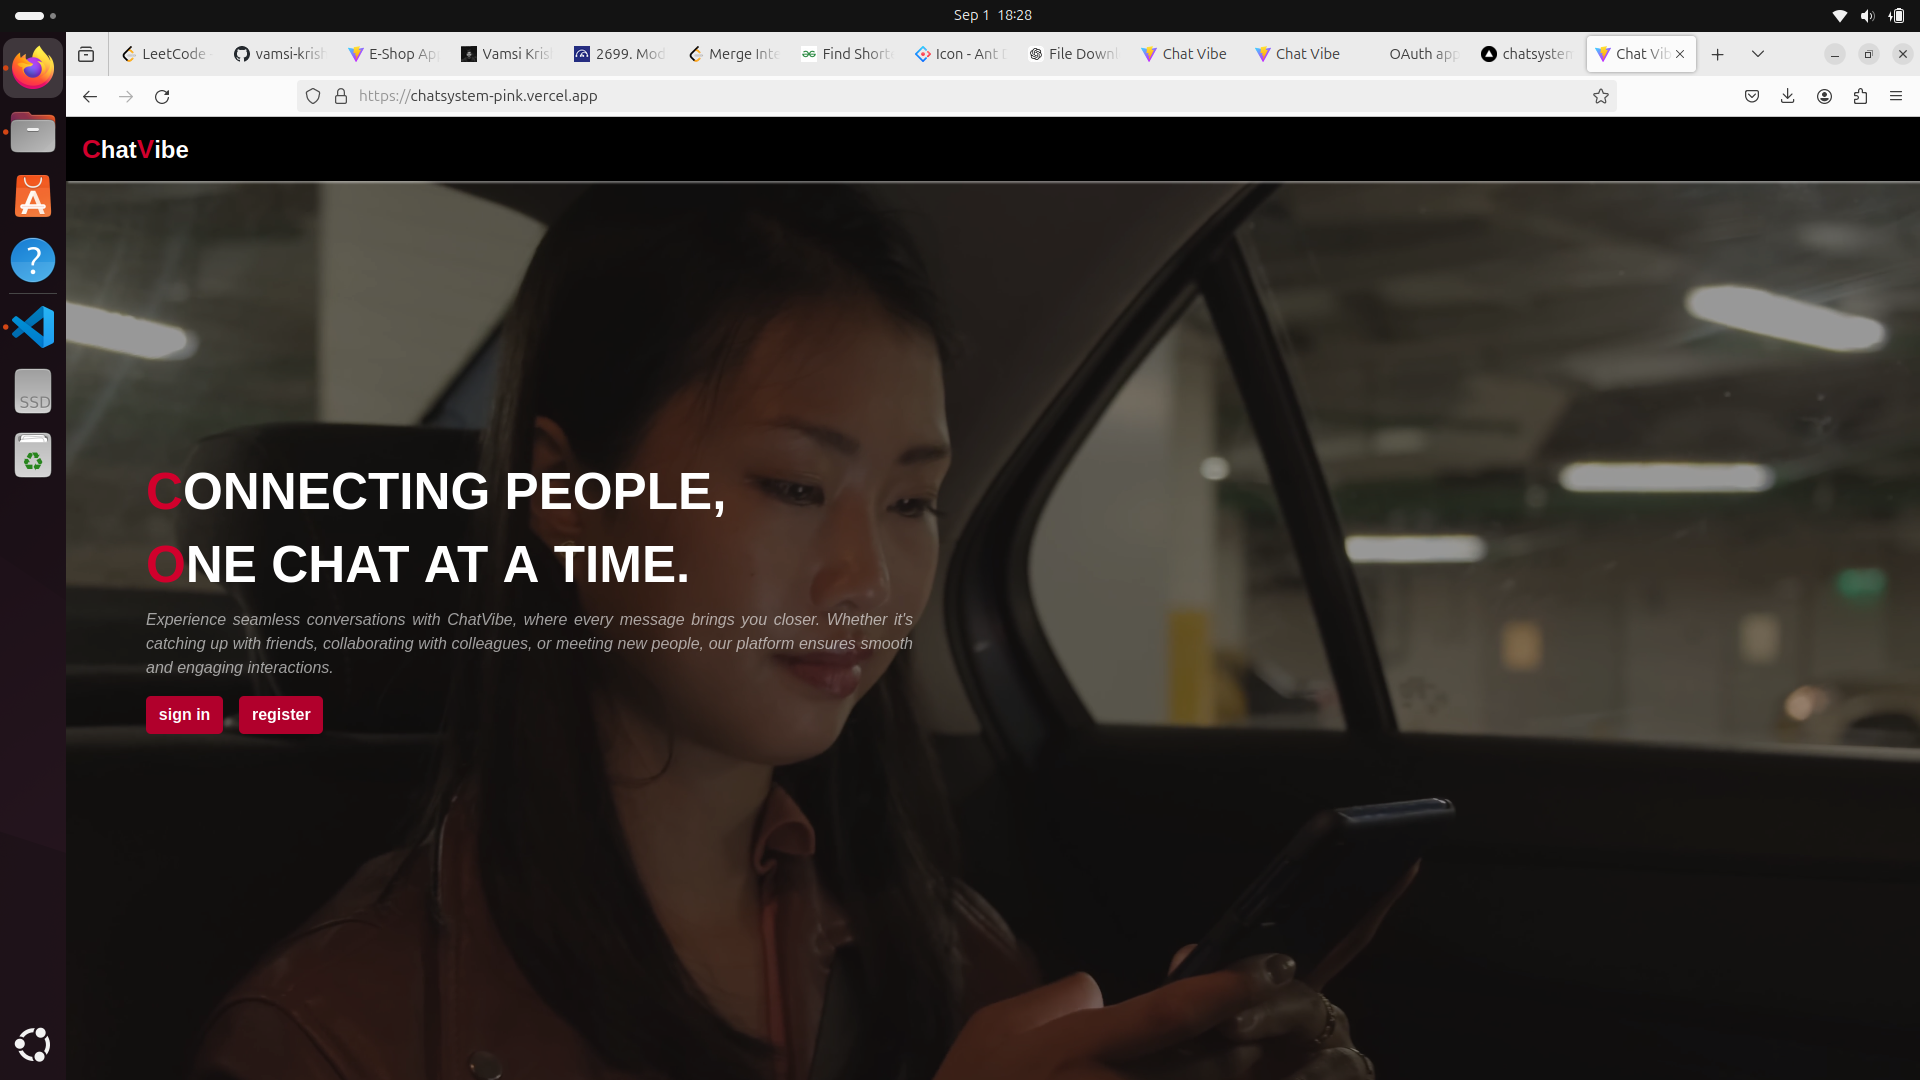 Sep 1 18:28
LeetCode -
vamsi-krish
E-Shop App
Vamsi Kris
2699. Mod
Merge Inte
Find Shorte
Icon - Ant D
File Downl
Chat Vibe
Chat Vibe
OAuth app
chatsystem
Chat Vib
https://chatsystem-pink.vercel.app
ChatVibe
CONNECTING PEOPLE,
ONE CHAT AT A TIME.
Experience seamless conversations with ChatVibe, where every message brings you closer. Whether it's
catching up with friends, collaborating with colleagues, or meeting new people, our platform ensures smooth
and engaging interactions.
sign in
register
SSD